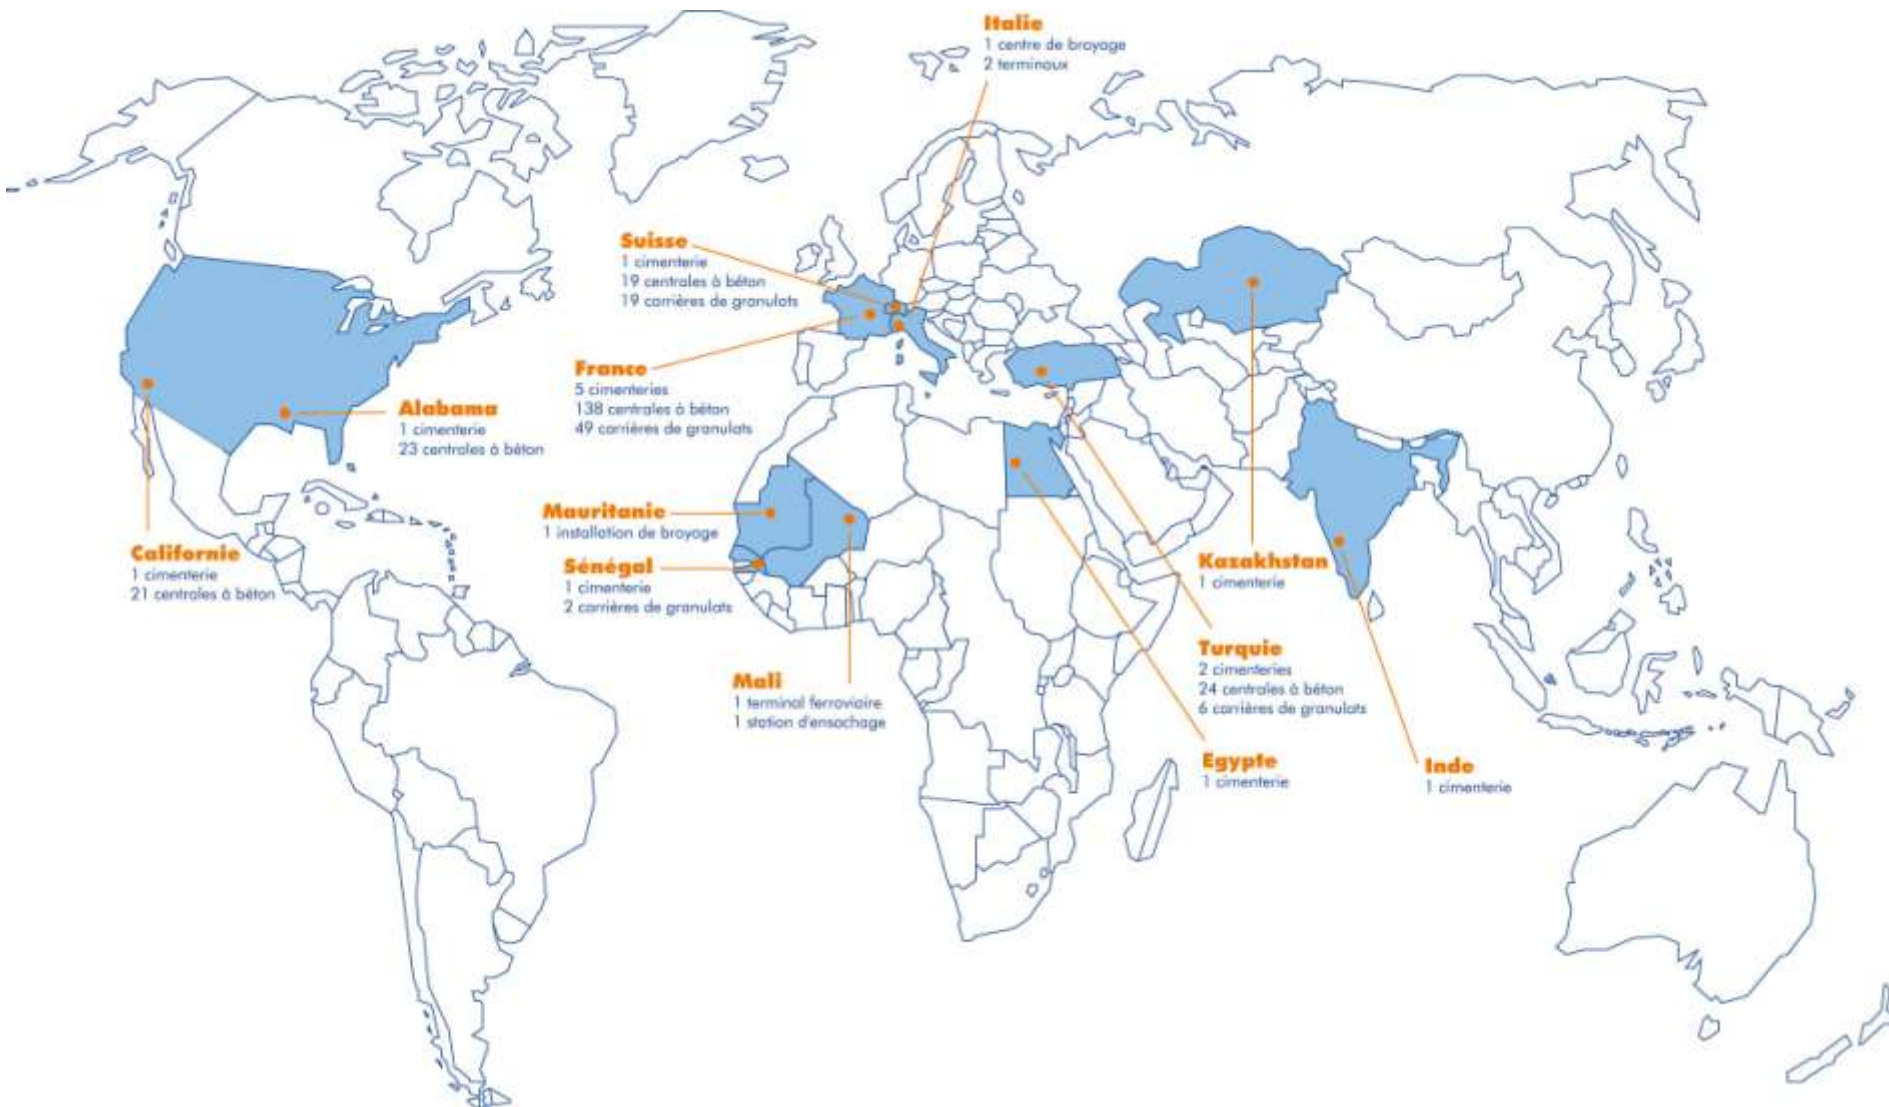 Italie
1 centre de broyage
2 terminaux
Suisse
1 cimenterie
19 centrales à béton
19 carrières de granulats
France
5 cimenteries
138 centrales à béton
49 carrières de granulats
Alabama
1 cimenterie
23 centrales à béton
Californie
1 cimenterie
21 centrales à béton
Mauritanie
1 installation de broyage
Sénégal
1 cimenterie
2 carrières de granulats
Mali
1 terminal ferroviaire
1 station d'ensachage
Kazakhstan
1 cimenterie
Turquie
2 cimenteries
24 centrales à béton
6 carrières de granulats
Egypte
1 cimenterie
Inde
1 cimenterie